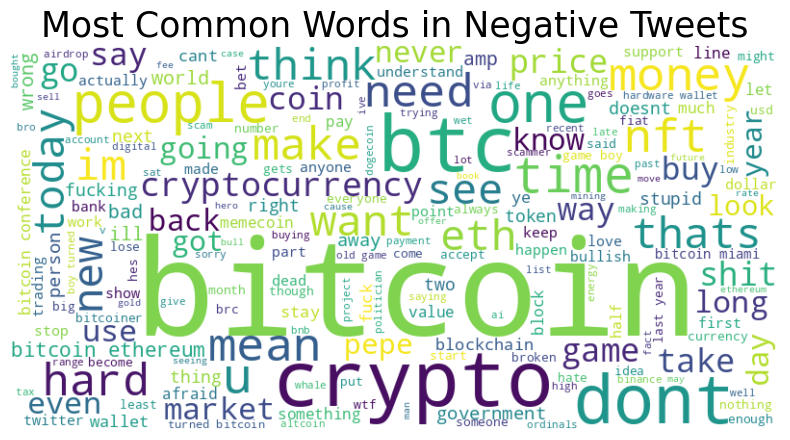 Most Common Words in Negative Tweets
airdrop
say
cant
case
think
never
amp
price
support
line
might
bought
wrong
go
actually
world
fee
bet
youre
profit
understand
via
life
anything
goes
hardware wallet
money
let
sell
people
coin
need
one
doesnt
much
usd
bro
account
scam
ive
trying
wet
recent
late
fiat
today
next
number
end
pay
dogecoin
btc
know
said
nft
industry
year
digital
im
going
make
lot
scammer
game boy
past
future
sat
gets
time
move
buy
low
fucking
made
anyone
book
dollar
rate
bitcoin conference
bank
cryptocurrency
see
mining
making
stupid
look
work
bad
hero
cause
everyone
ye
way
v
back
right
want
point
always
token
thats
new
ill
memecoin
offer
keep
person
lose
got
bull
away
eth
happen
love
bullish
bitcoin miami
trading
hes
buying
part
old game
payment
come
accept
list
energy
shit
boy turned
sorry
bitcoin
show
month
dead
two
ai
big
gold
give
though
project
politician
fuck
value
block
half
last year
long
ethereum
bitcoiner
brc
stay
saying
first
stop
use
bnb
currency
bitcoin ethereum
mean
pepe
blockchain
game
fact
take
day
range
become
seeing
start
broken
idea
hard
thing
u
crypto
hate
binance
may
tax
afraid
whale
put
high
dont
well
even
least
market
something
wtf
man
government
nothing
twitter
wallet
turned bitcoin
altcoin
someone
ordinals
enough